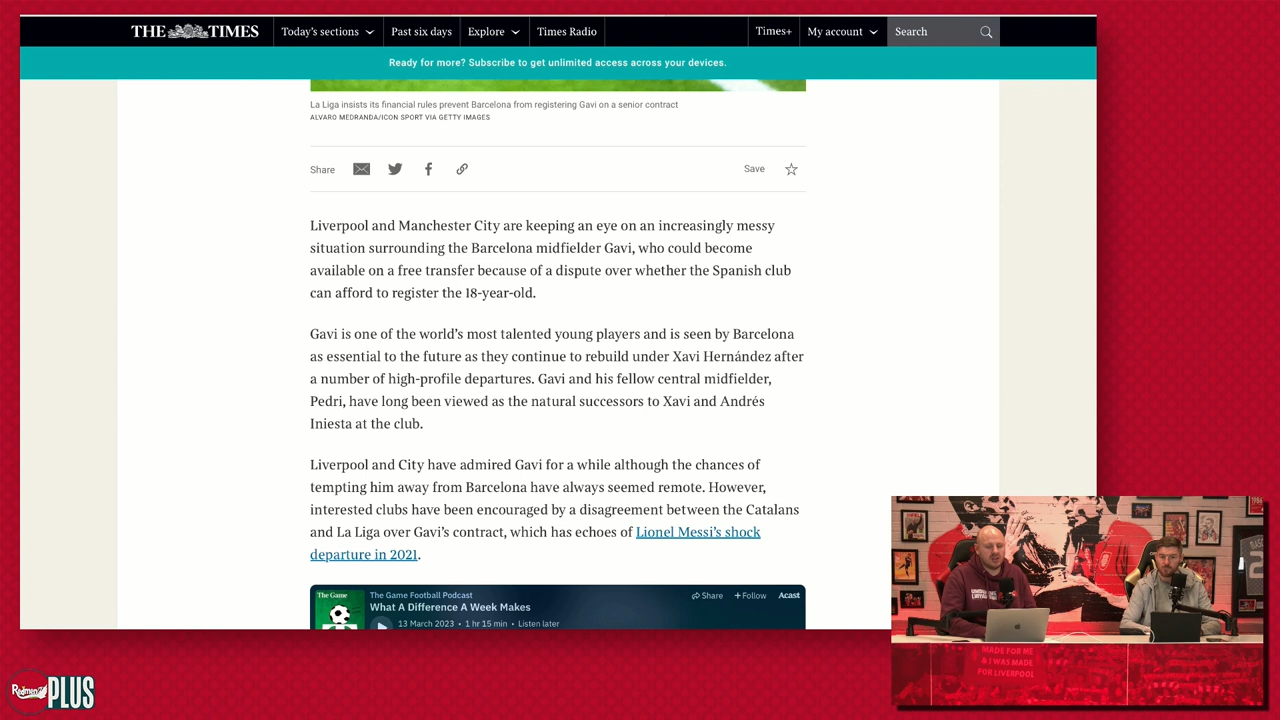 THE TIMES
Today's sections
Past six days
Explore
Times Radio
Times+
My account
Search
Ready for more? Subscribe to get unlimited access across your devices.
La Liga insists its financial rules prevent Barcelona from registering Gavi on a senior contract
ALVARO MEDRANDA/ICON SPORT VIA GETTY IMAGES
Share
Save
Liverpool and Manchester City are keeping an eye on an increasingly messy
situation surrounding the Barcelona midfielder Gavi, who could become
available on a free transfer because of a dispute over whether the Spanish club
can afford to register the 18-year-old.
Gavi is one of the world's most talented young players and is seen by Barcelona
as essential to the future as they continue to rebuild under Xavi Hernández after
a number of high-profile departures. Gavi and his fellow central midfielder,
Pedri, have long been viewed as the natural successors to Xavi and Andrés
Iniesta at the club.
Liverpool and City have admired Gavi for a while although the chances of
tempting him away from Barcelona have always seemed remote. However,
interested clubs have been encouraged by a disagreement between the Catalans
and La Liga over Gavi's contract, which has echoes of Lionel Messi's shock
departure in 2021.
The Game
The Game Football Podcast
Share
+Follow
Acast
What A Difference A Week Makes
13 March 2023 • 1 hr 15 min • Listen later
MADE FOR ME
& I WAS MADE
FOR LIVERPOOL
Redmen
PLUS